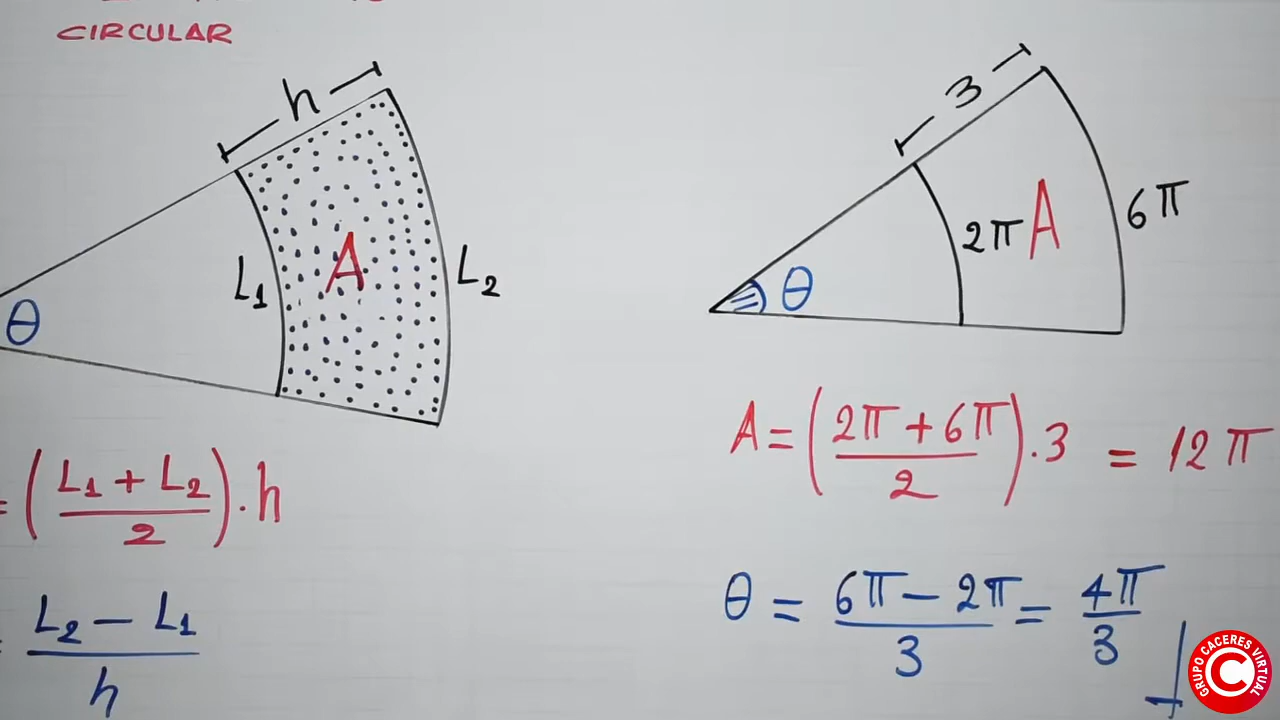 CIRCULAR
h
A
L₁
L₂
θ
= (L₁ + L₂ / 2) . h
L₂ − L₁ / h
3
2π
A
6π
θ
A = (2π + 6π / 2) . 3 = 12π
θ = 6π − 2π / 3 = 4π / 3
GRUPO CACERES VIRTUAL
C